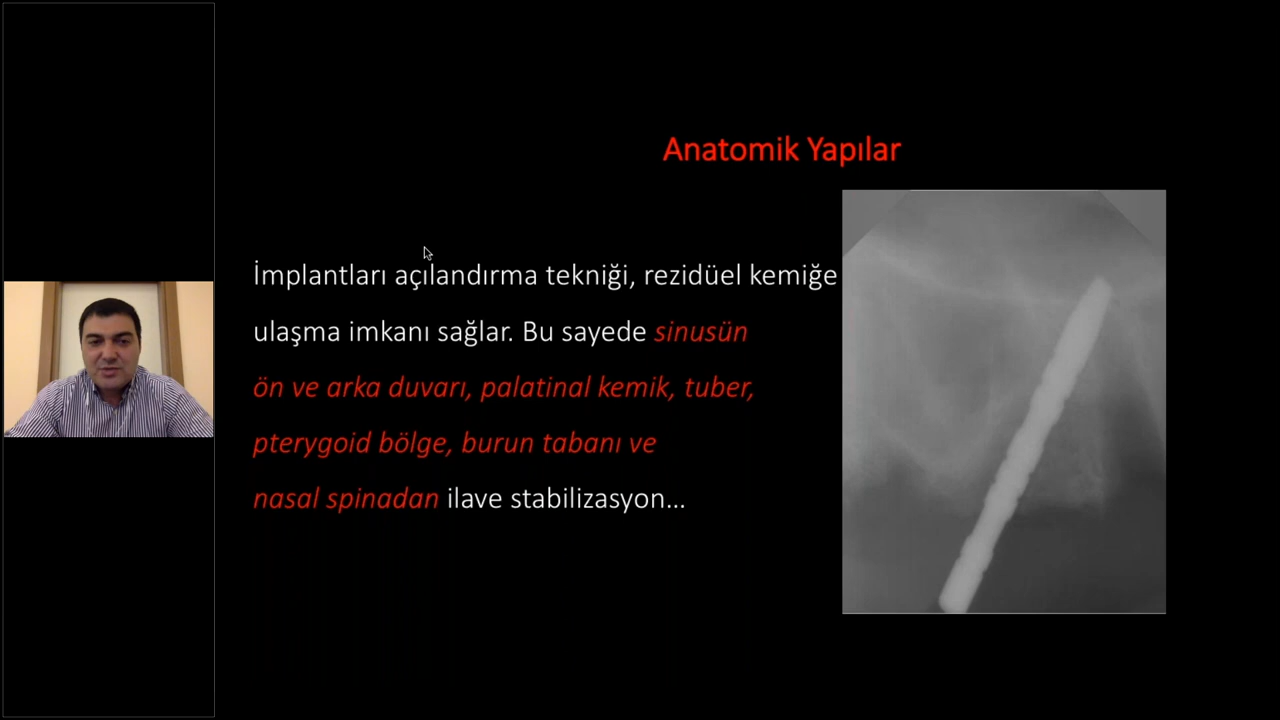 Anatomik Yapılar
İmplantları açılandırma tekniği, rezidüel kemiğe
ulaşma imkanı sağlar. Bu sayede sinusün
ön ve arka duvarı, palatinal kemik, tuber,
pterygoid bölge, burun tabanı ve
nasal spinadan ilave stabilizasyon...